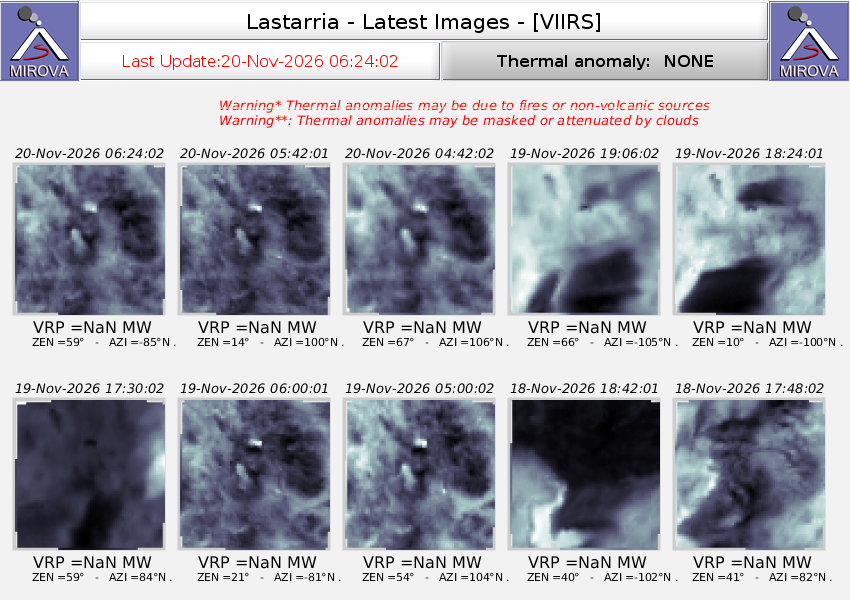 Lastarria - Latest Images - [VIIRS]
MIROVA
Last Update:20-Nov-2026 06:24:02
Thermal anomaly: NONE
MIROVA
Warning* Thermal anomalies may be due to fires or non-volcanic sources
Warning**: Thermal anomalies may be masked or attenuated by clouds
20-Nov-2026 06:24:02
20-Nov-2026 05:42:01
20-Nov-2026 04:42:02
19-Nov-2026 19:06:02
19-Nov-2026 18:24:01
VRP =NaN MW
VRP =NaN MW
VRP =NaN MW
VRP =NaN MW
VRP =NaN MW
ZEN =59° - AZI =-85°N .
ZEN =14° - AZI =100°N .
ZEN =67° - AZI =106°N .
ZEN =66° - AZI =-105°N .
ZEN =10° - AZI =-100°N .
19-Nov-2026 17:30:02
19-Nov-2026 06:00:01
19-Nov-2026 05:00:02
18-Nov-2026 18:42:01
18-Nov-2026 17:48:02
VRP =NaN MW
VRP =NaN MW
VRP =NaN MW
VRP =NaN MW
VRP =NaN MW
ZEN =59° - AZI =84°N .
ZEN =21° - AZI =-81°N .
ZEN =54° - AZI =104°N .
ZEN =40° - AZI =-102°N .
ZEN =41° - AZI =82°N .